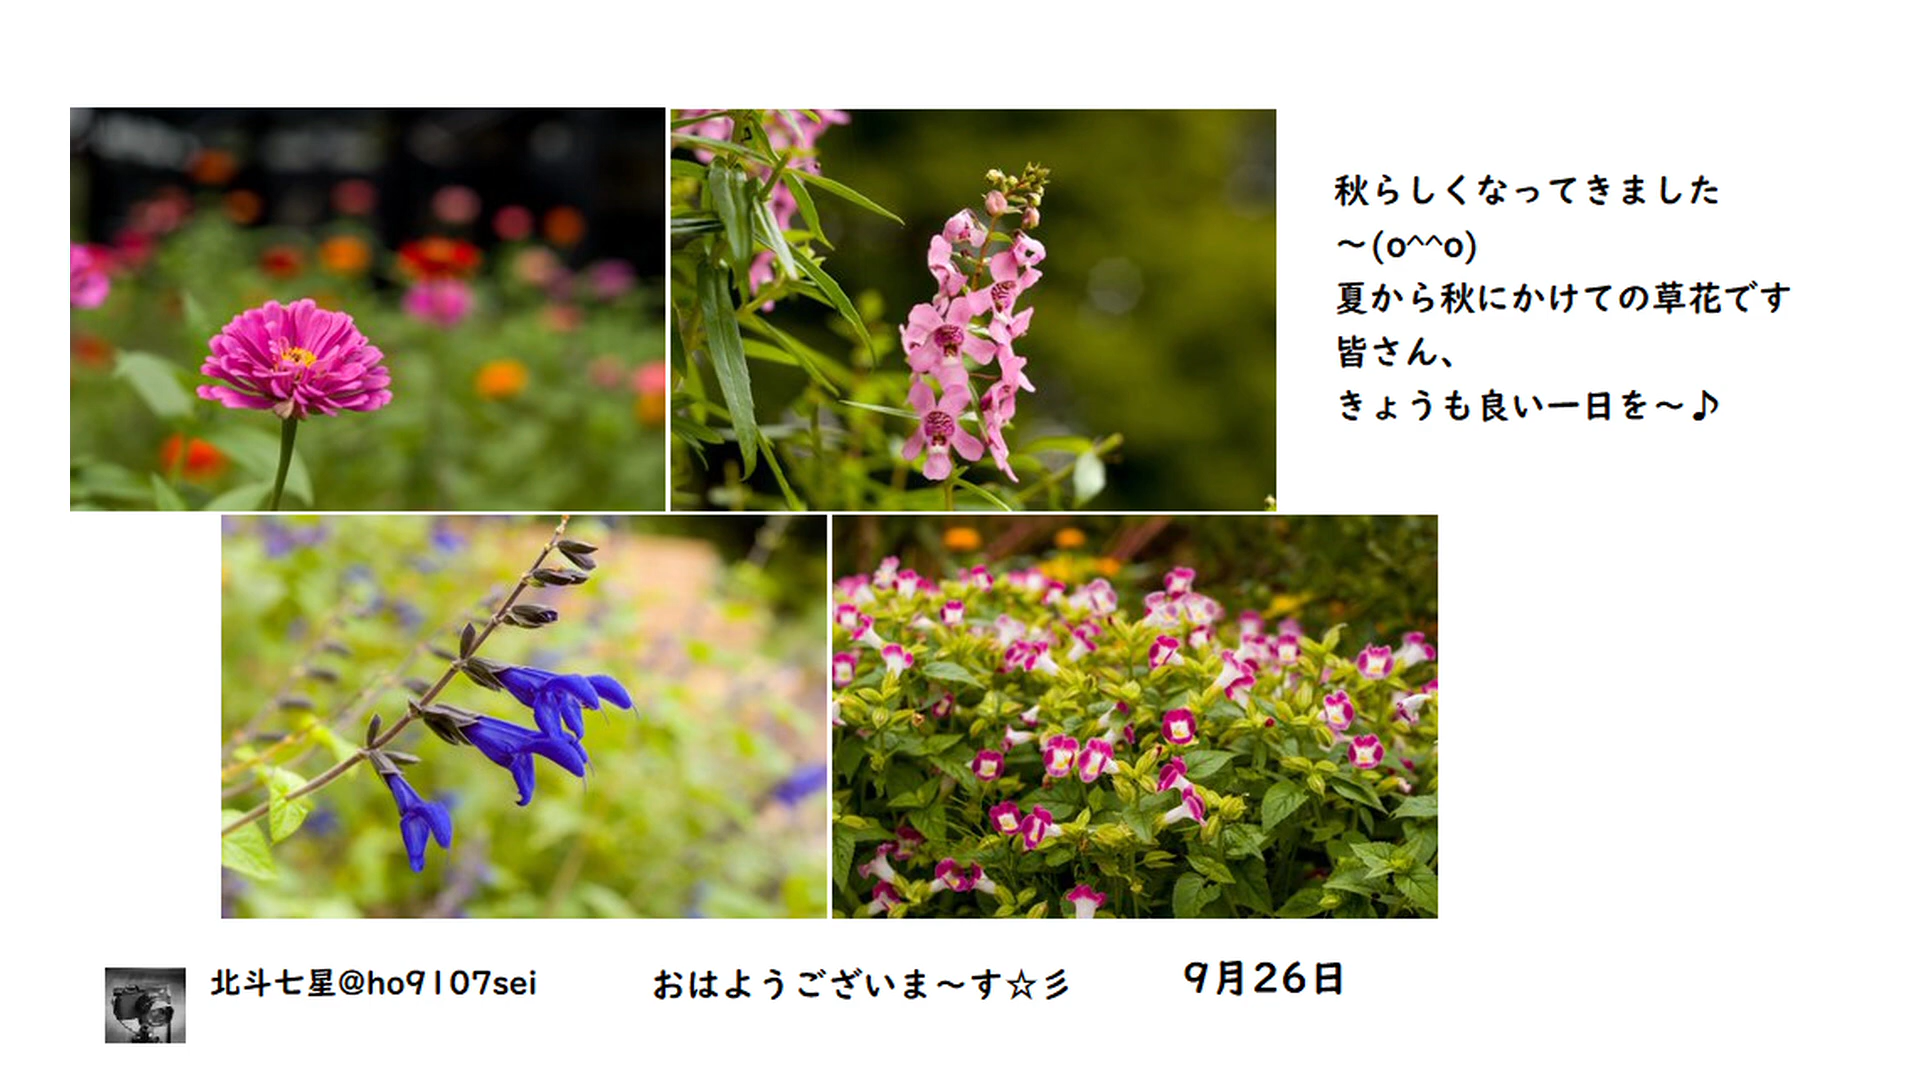 秋らしくなってきました
～(o^^o)
夏から秋にかけての草花です
皆さん、
きょうも良い一日を～♪
北斗七星@ho9107sei
おはようございま～す☆彡
9月26日